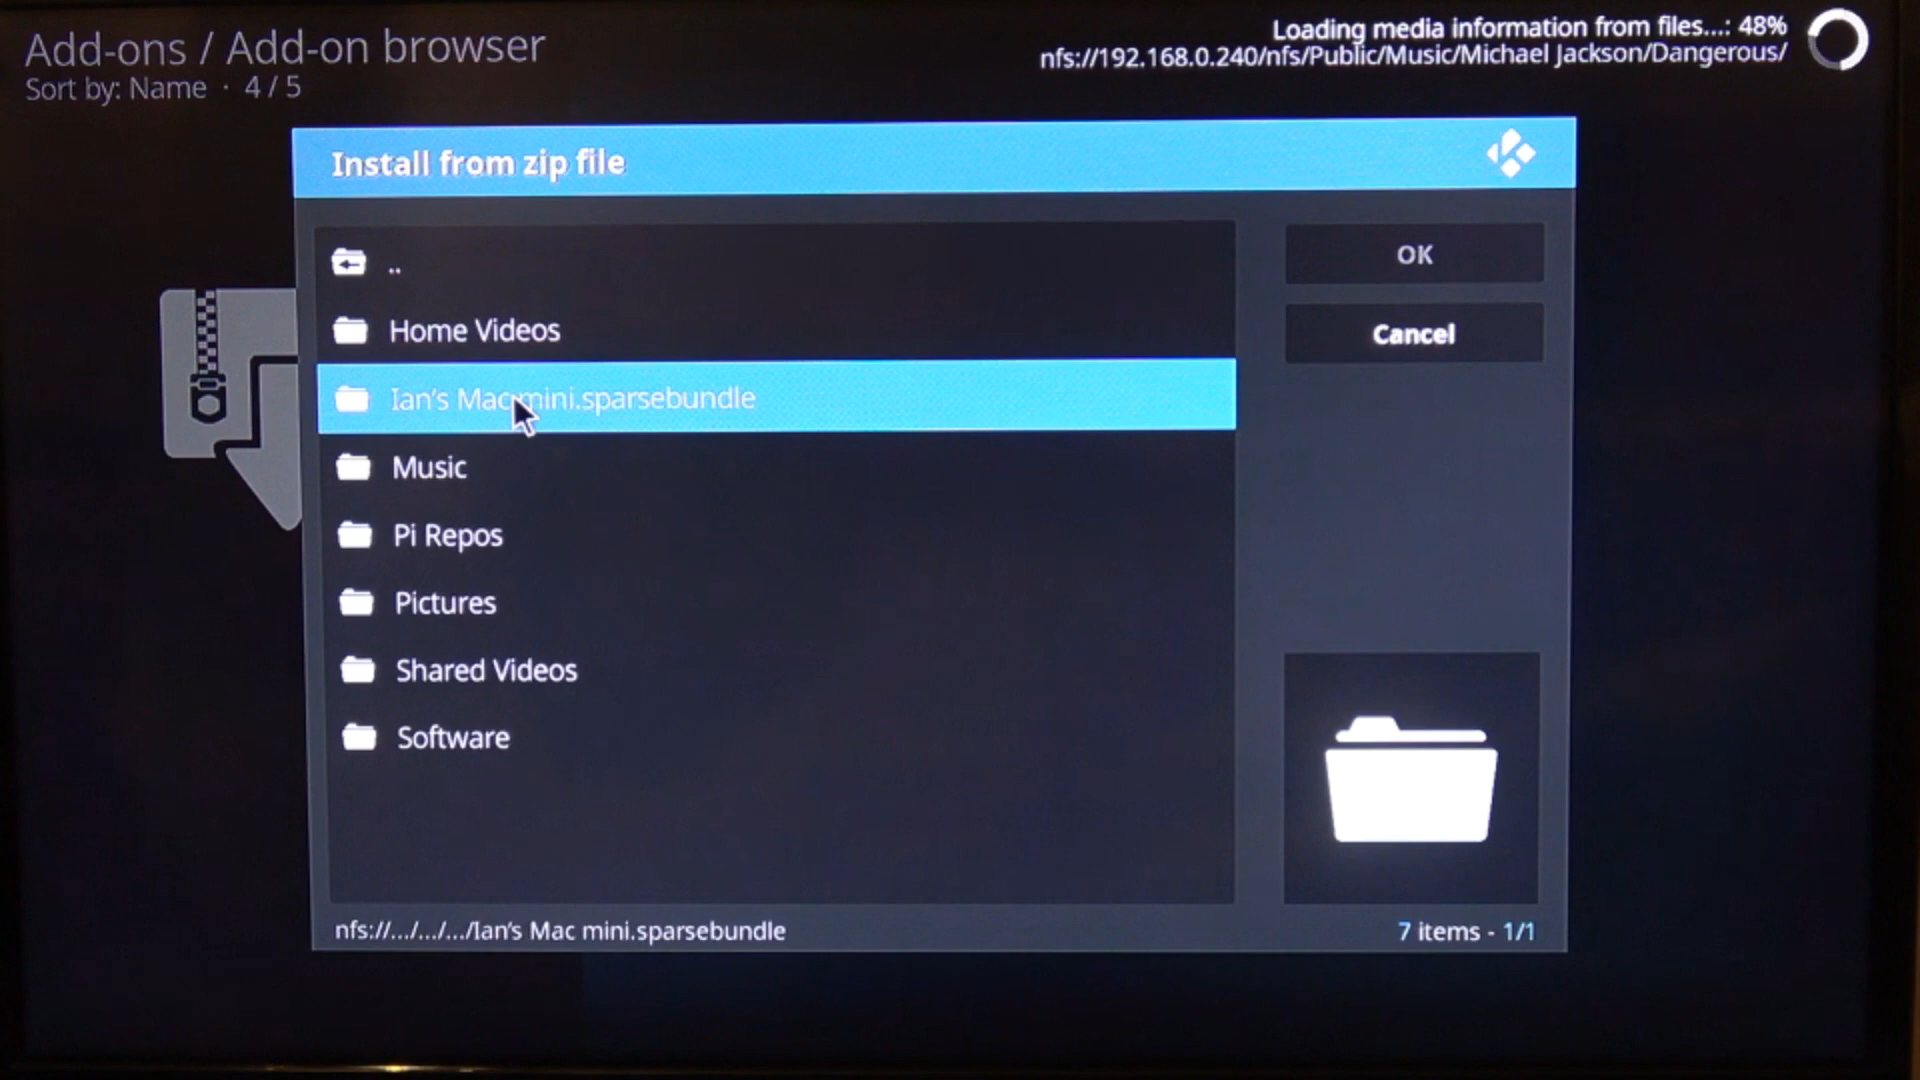 Add-ons / Add-on browser
Sort by: Name · 4 / 5
Loading media information from files...: 48%
nfs://192.168.0.240/nfs/Public/Music/Michael Jackson/Dangerous/
Install from zip file
..
Home Videos
Ian's Mac mini.sparsebundle
Music
Pi Repos
Pictures
Shared Videos
Software
OK
Cancel
nfs://.../.../.../Ian's Mac mini.sparsebundle
7 items - 1/1